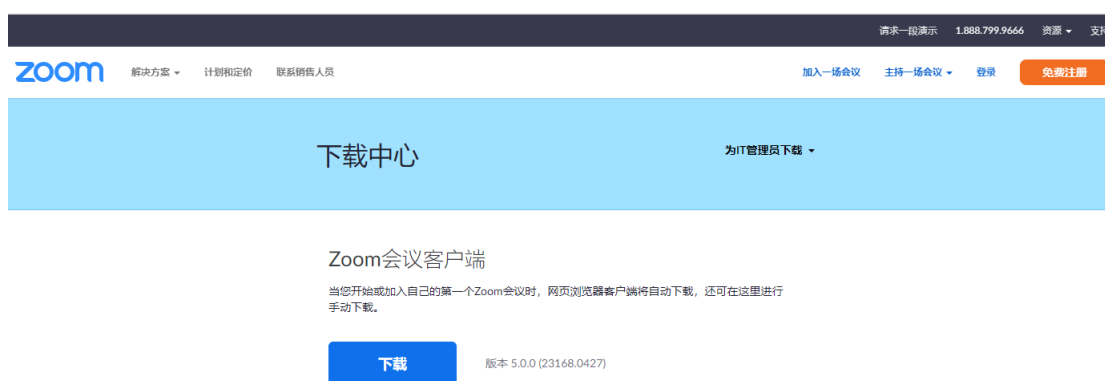 请求一段演示 1.888.799.9666 资源 支持
zoom 解决方案 计划和定价 联系销售人员 加入一场会议 主持一场会议 登录 免费注册
下载中心 为IT管理员下载
Zoom会议客户端
当您开始或加入自己的第一个Zoom会议时，网页浏览器客户端将自动下载，还可在这里进行
手动下载。
下载 版本 5.0.0 (23168.0427)